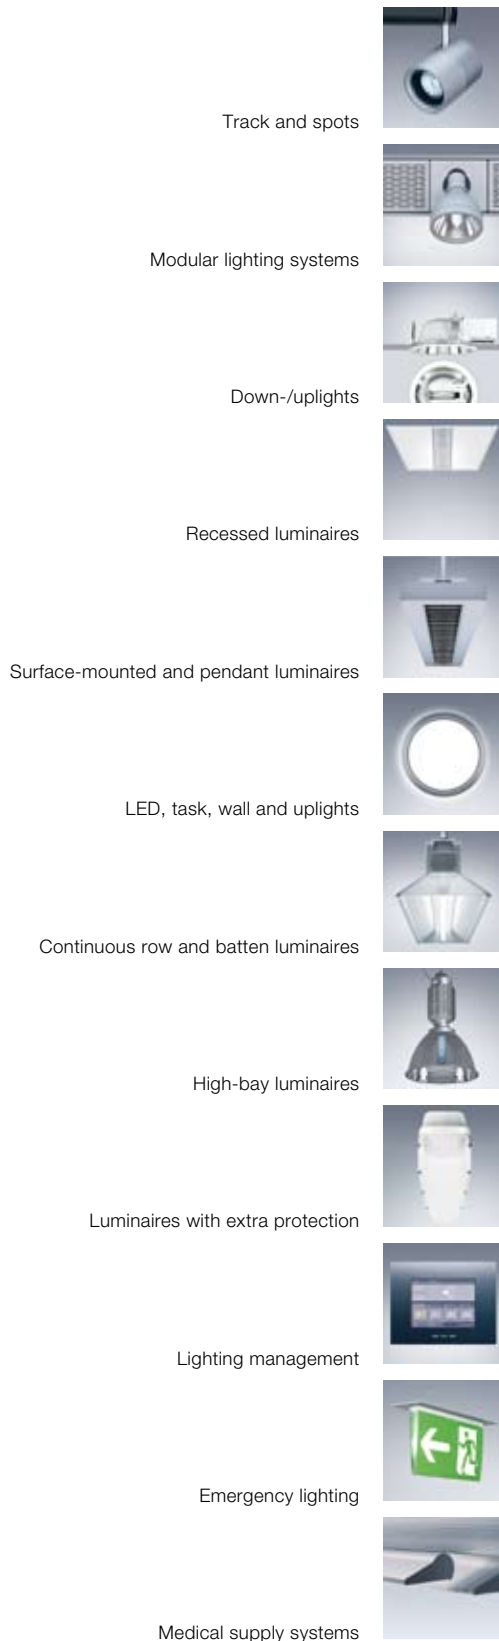 Track and spots
Modular lighting systems
Down-/uplights
Recessed luminaires
Surface-mounted and pendant luminaires
LED, task, wall and uplights
Continuous row and batten luminaires
High-bay luminaires
Luminaires with extra protection
Lighting management
Emergency lighting
Medical supply systems